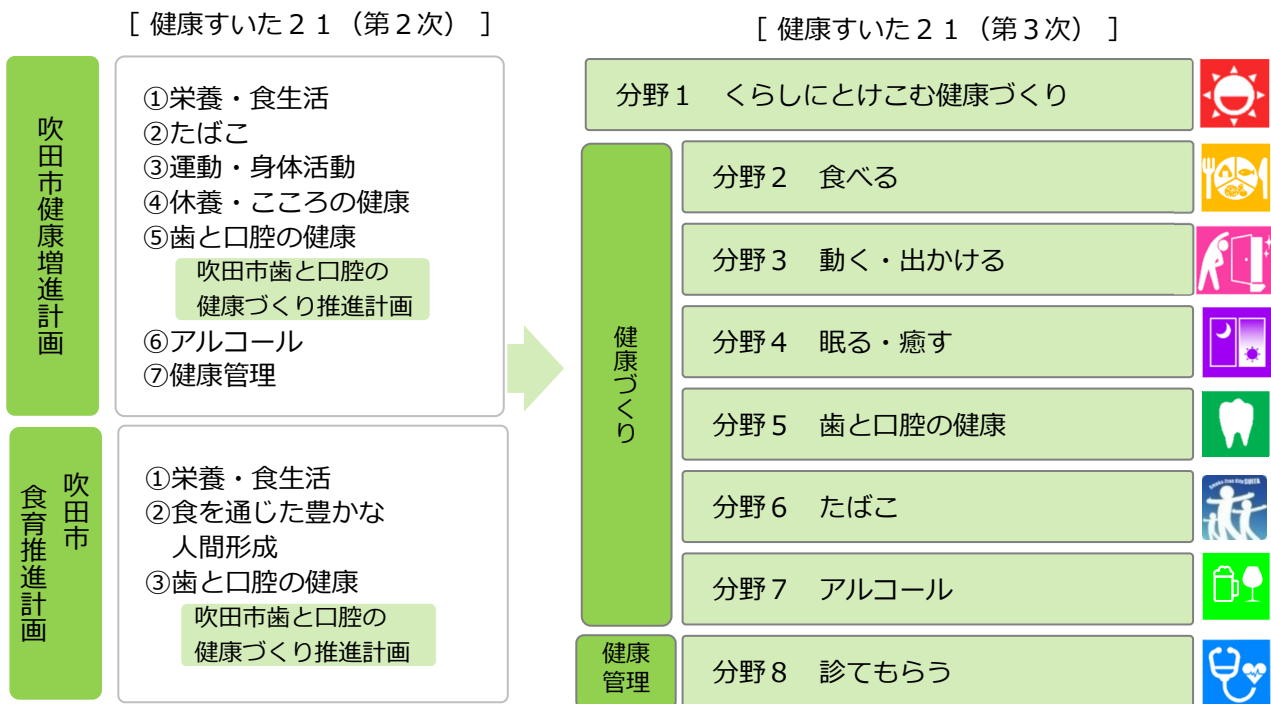 [ 健康すいた２１（第２次） ]
吹田市健康増進計画
①栄養・食生活
②たばこ
③運動・身体活動
④休養・こころの健康
⑤歯と口腔の健康
吹田市歯と口腔の
健康づくり推進計画
⑥アルコール
⑦健康管理
吹田市
食育推進計画
①栄養・食生活
②食を通じた豊かな
人間形成
③歯と口腔の健康
吹田市歯と口腔の
健康づくり推進計画
[ 健康すいた２１（第３次） ]
分野１　くらしにとけこむ健康づくり
健康づくり
分野２　食べる
分野３　動く・出かける
分野４　眠る・癒す
分野５　歯と口腔の健康
分野６　たばこ
Smoke Free City SUITA
分野７　アルコール
健康
管理
分野８　診てもらう